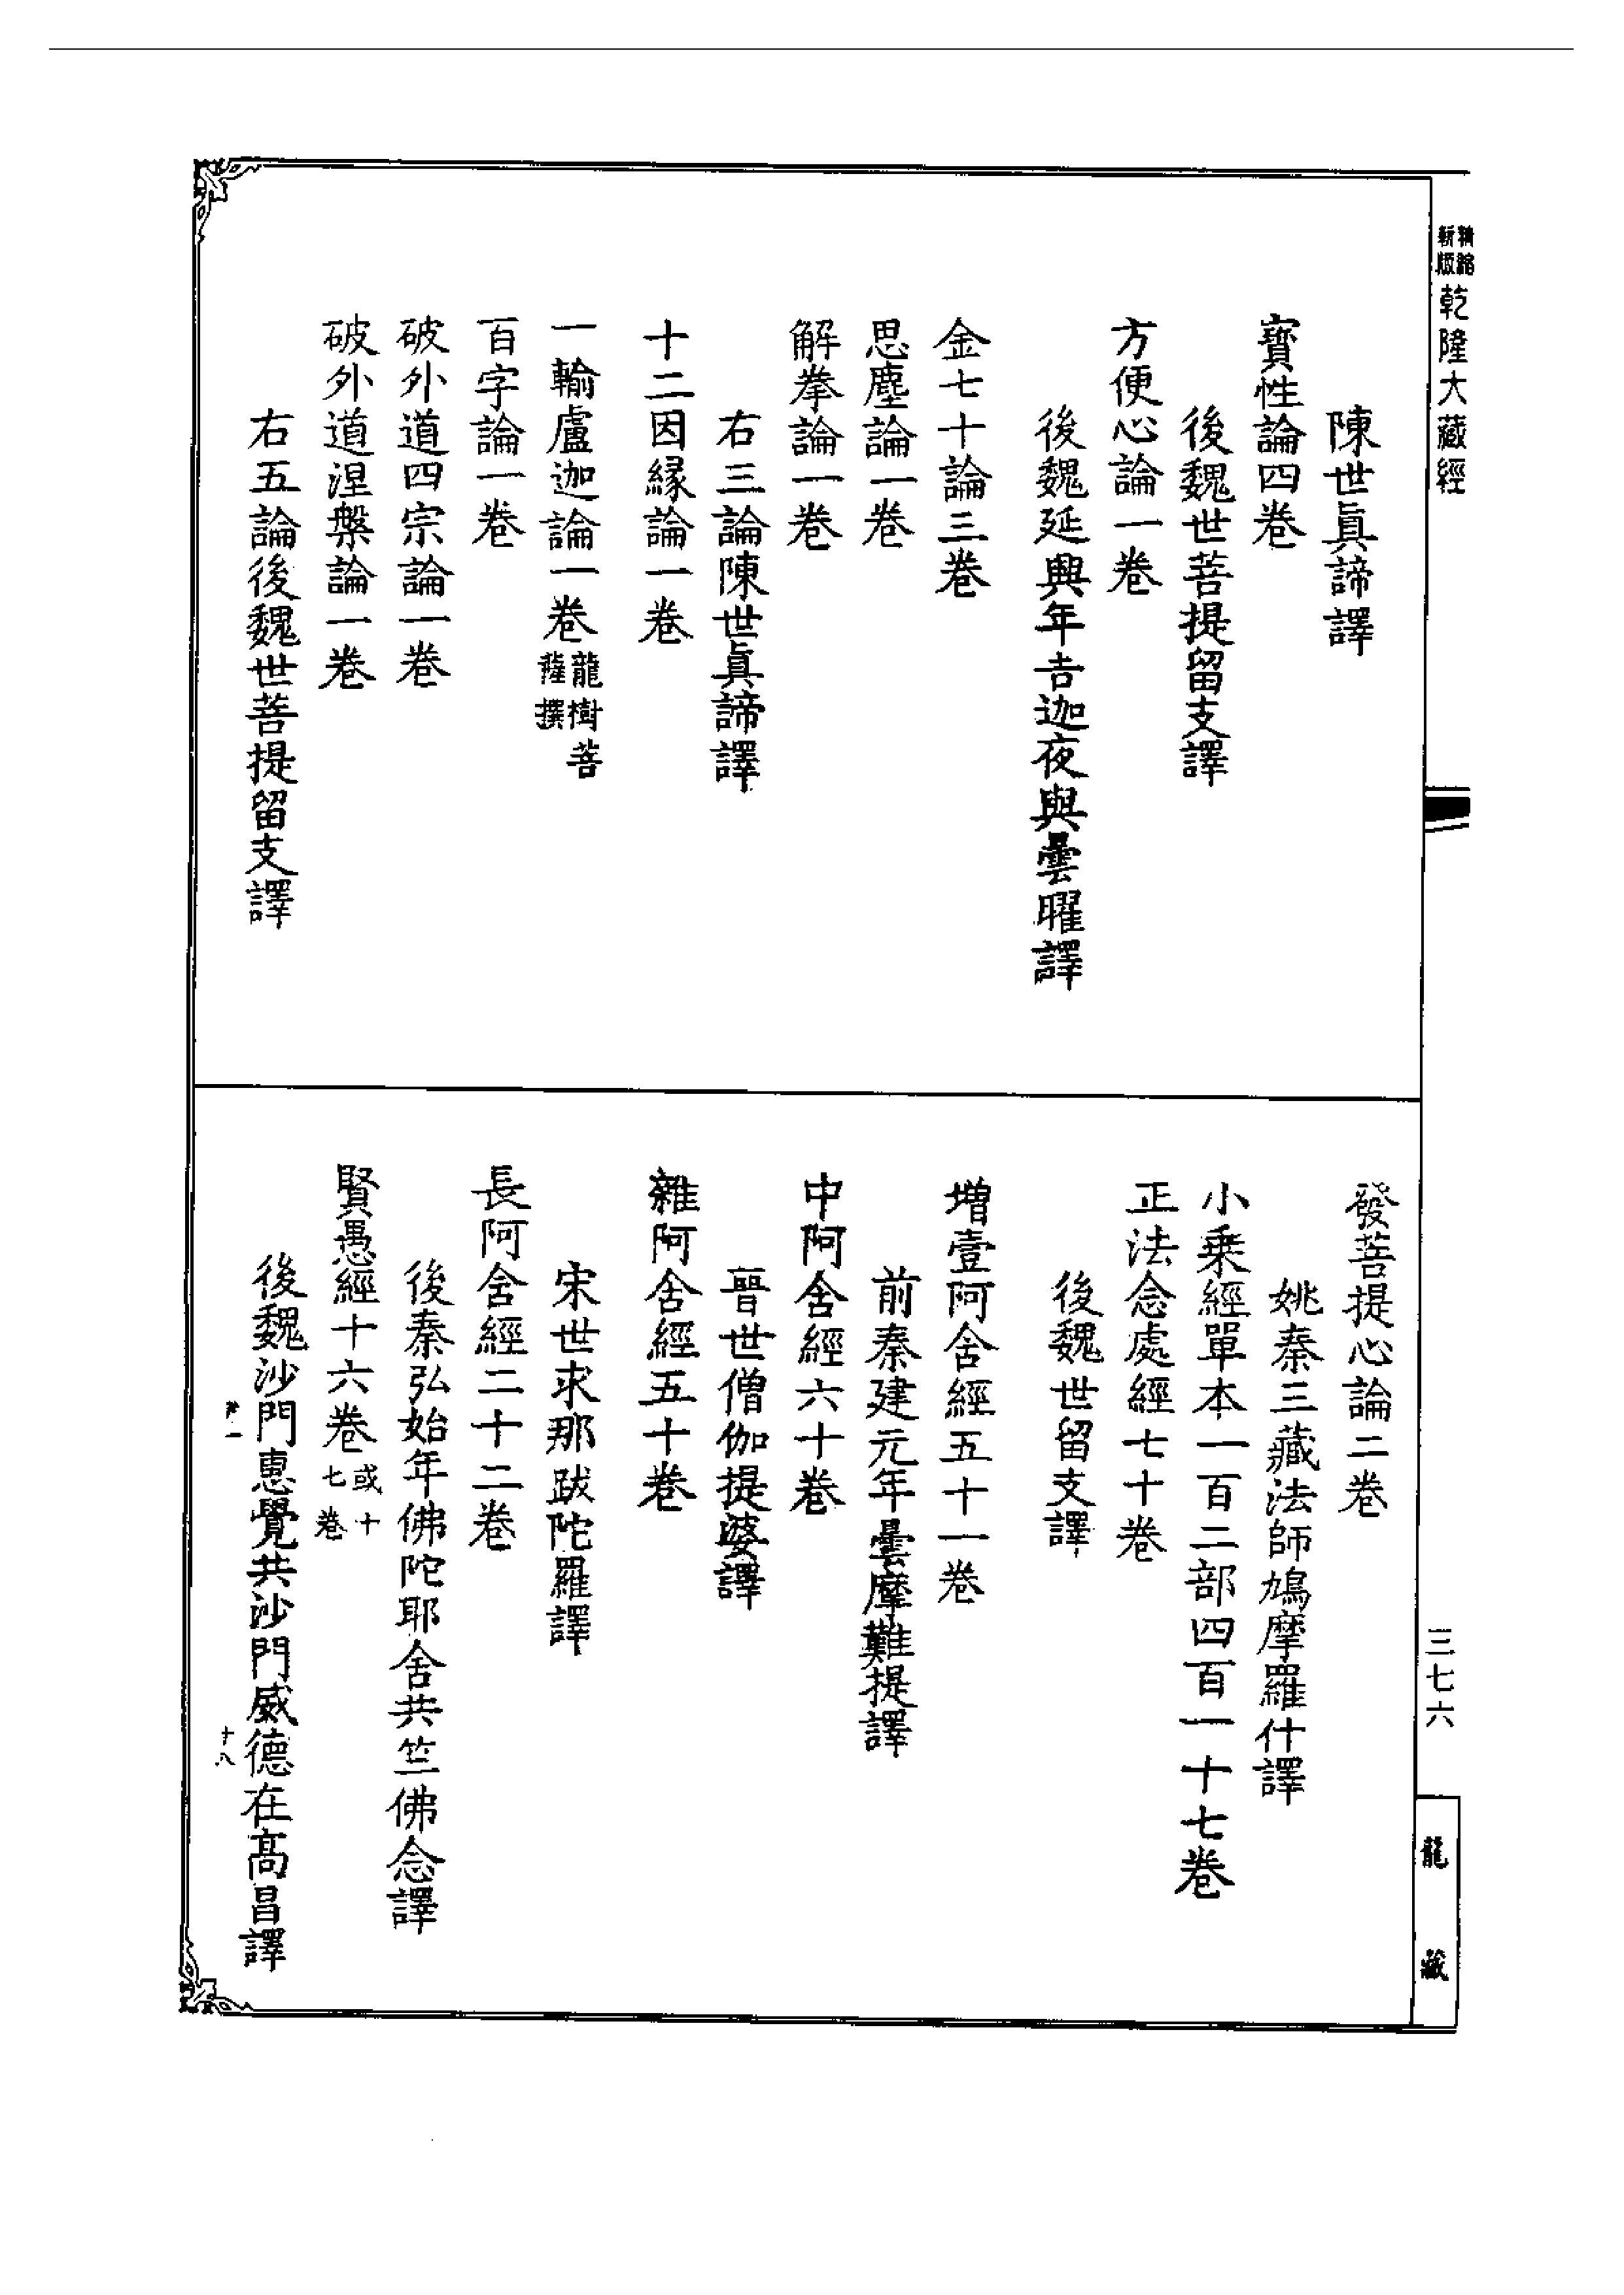 精縮
新版
乾隆大藏經
三七六
龍藏
陳世眞諦譯
寶性論四卷
後魏世菩提留支譯
方便心論一卷
後魏延興年吉迦夜與曇曜譯
金七十論三卷
思塵論一卷
解拳論一卷
右三論陳世眞諦譯
十二因緣論一卷
一輸盧迦論一卷龍樹菩薩撰
百字論一卷
破外道四宗論一卷
破外道涅槃論一卷
右五論後魏世菩提留支譯
發菩提心論二卷
姚秦三藏法師鳩摩羅什譯
小乘經單本一百二部四百一十七卷
正法念處經七十卷
後魏世留支譯
增壹阿含經五十一卷
前秦建元年曇摩難提譯
中阿含經六十卷
晉世僧伽提婆譯
雜阿含經五十卷
宋世求那跋陀羅譯
長阿含經二十二卷
後秦弘始年佛陀耶舍共竺佛念譯
賢愚經十六卷或十七卷
後魏沙門惠覺共沙門威德在高昌譯
十八